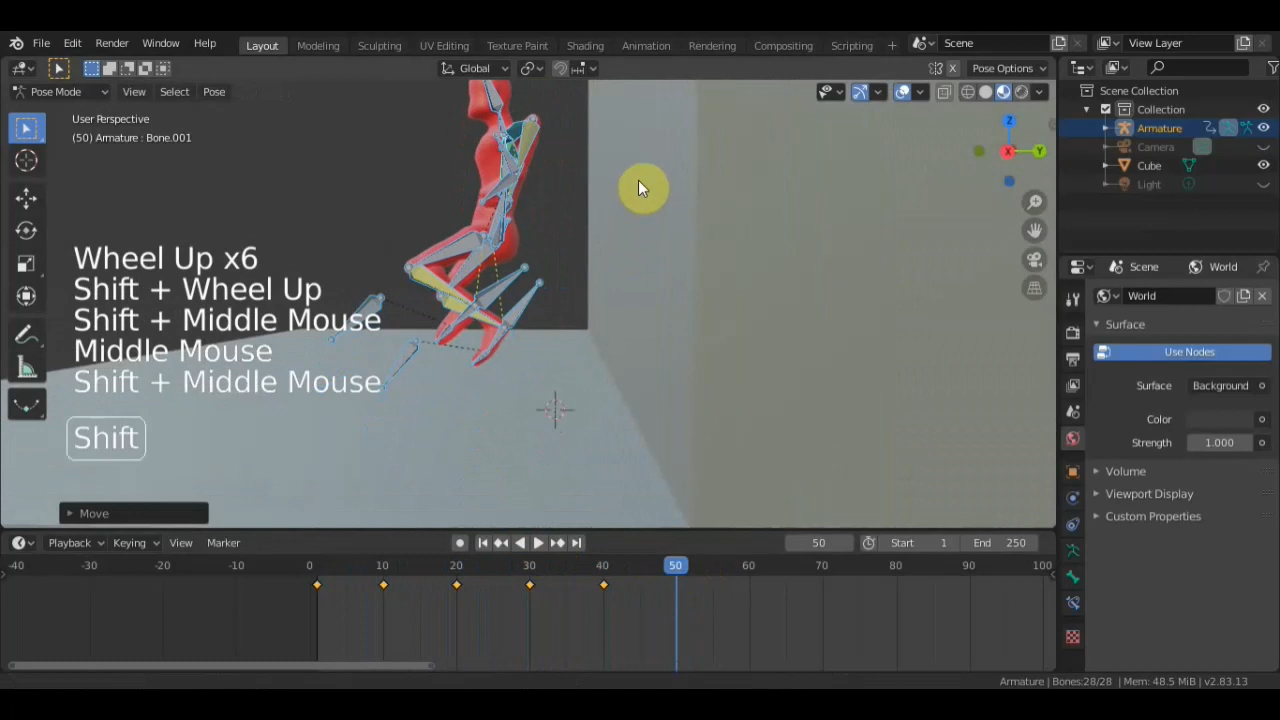 File Edit Render Window Help Layout Modeling Sculpting UV Editing Texture Paint Shading Animation Rendering Compositing Scripting + Scene View Layer
Global Pose Options
Pose Mode View Select Pose
User Perspective
(50) Armature : Bone.001
Z
X
Y
Wheel Up x6
Shift + Wheel Up
Shift + Middle Mouse
Middle Mouse
Shift + Middle Mouse
Shift
Move
Scene Collection
Collection
Armature
Camera
Cube
Light
Scene World
World
Surface
Use Nodes
Surface Background
Color
Strength 1.000
Volume
Viewport Display
Custom Properties
Playback Keying View Marker 50 Start 1 End 250
-40 -30 -20 -10 0 10 20 30 40 50 60 70 80 90 100
Armature | Bones:28/28 | Mem: 48.5 MiB | v2.83.13